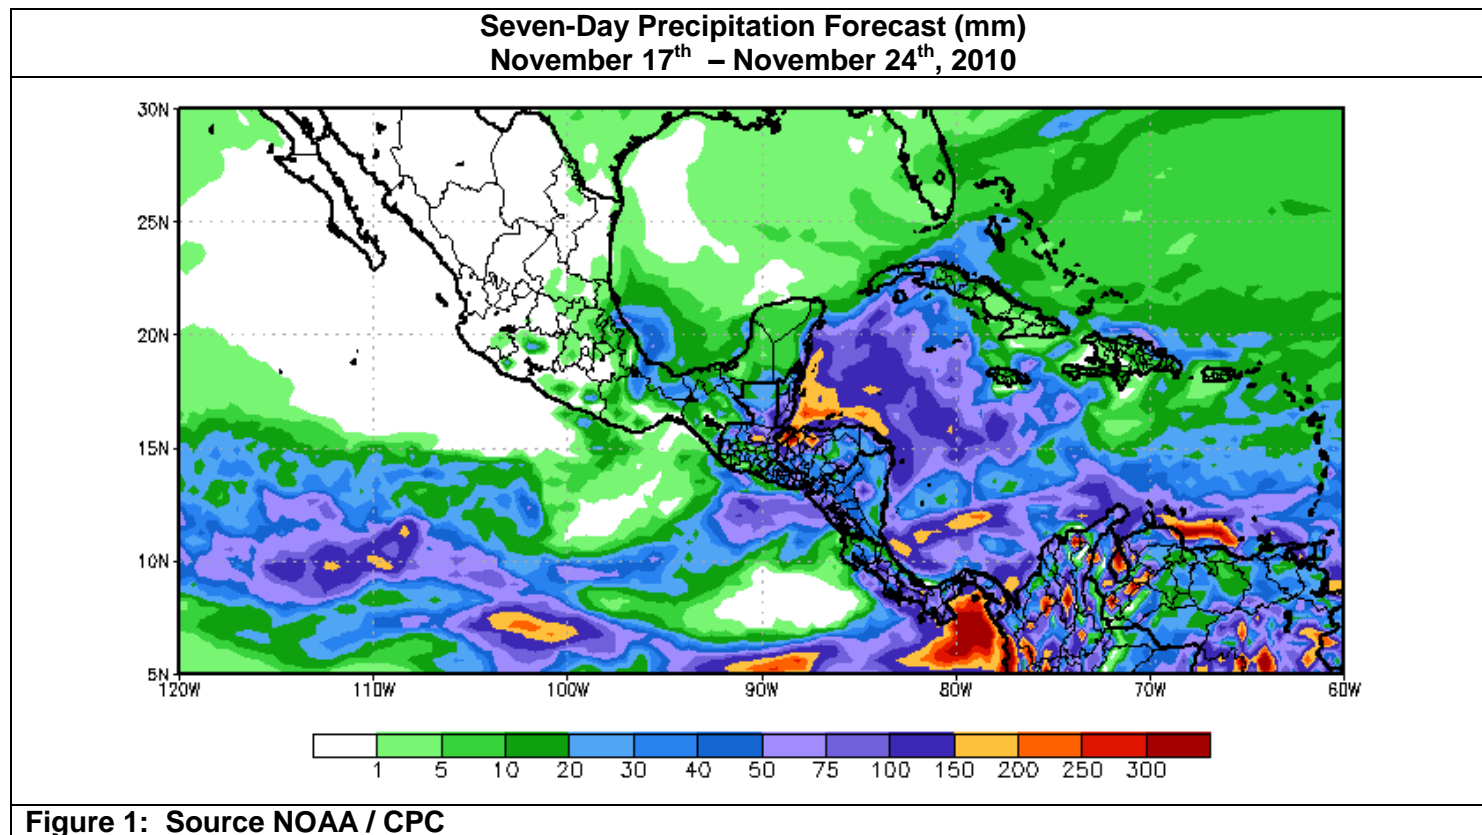 Seven-Day Precipitation Forecast (mm)
November 17th – November 24th, 2010
30N
25N
20N
15N
10N
5N
120W 110W 100W 90W 80W 70W 60W
1 5 10 20 30 40 50 75 100 150 200 250 300
Figure 1: Source NOAA / CPC